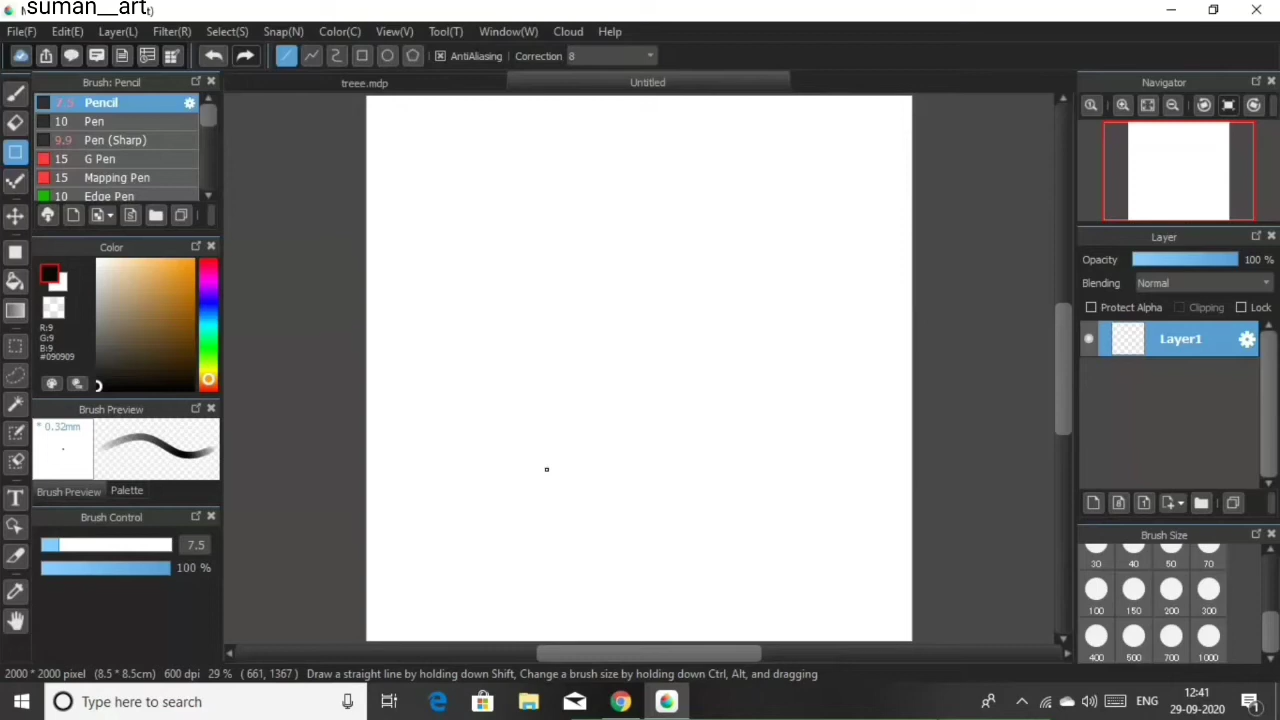 suman__art
File(F) Edit(E) Layer(L) Filter(R) Select(S) Snap(N) Color(C) View(V) Tool(T) Window(W) Cloud Help
AntiAliasing Correction 8
Brush: Pencil
7.5 Pencil
10 Pen
9.9 Pen (Sharp)
15 G Pen
15 Mapping Pen
10 Edge Pen
Color
R:9
G:9
B:9
#090909
Brush Preview
* 0.32mm
Brush Preview Palette
Brush Control
7.5
100 %
treee.mdp Untitled
Navigator
Layer
Opacity 100 %
Blending Normal
Protect Alpha Clipping Lock
Layer1
Brush Size
30 40 50 70
100 150 200 300
400 500 700 1000
2000 * 2000 pixel (8.5 * 8.5cm) 600 dpi 29 % ( 661, 1367 ) Draw a straight line by holding down Shift, Change a brush size by holding down Ctrl, Alt, and dragging
Type here to search
ENG
12:41
29-09-2020
1